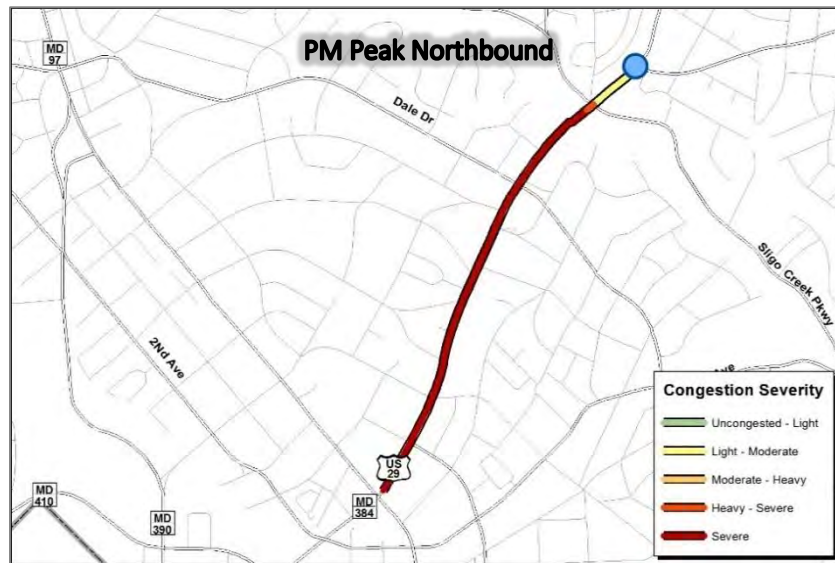 PM Peak Northbound
MD
97
Dale Dr
Sligo Creek Pkwy
2Nd Ave
ve
US
29
MD
384
MD
410
MD
390
Congestion Severity
Uncongested - Light
Light - Moderate
Moderate - Heavy
Heavy - Severe
Severe